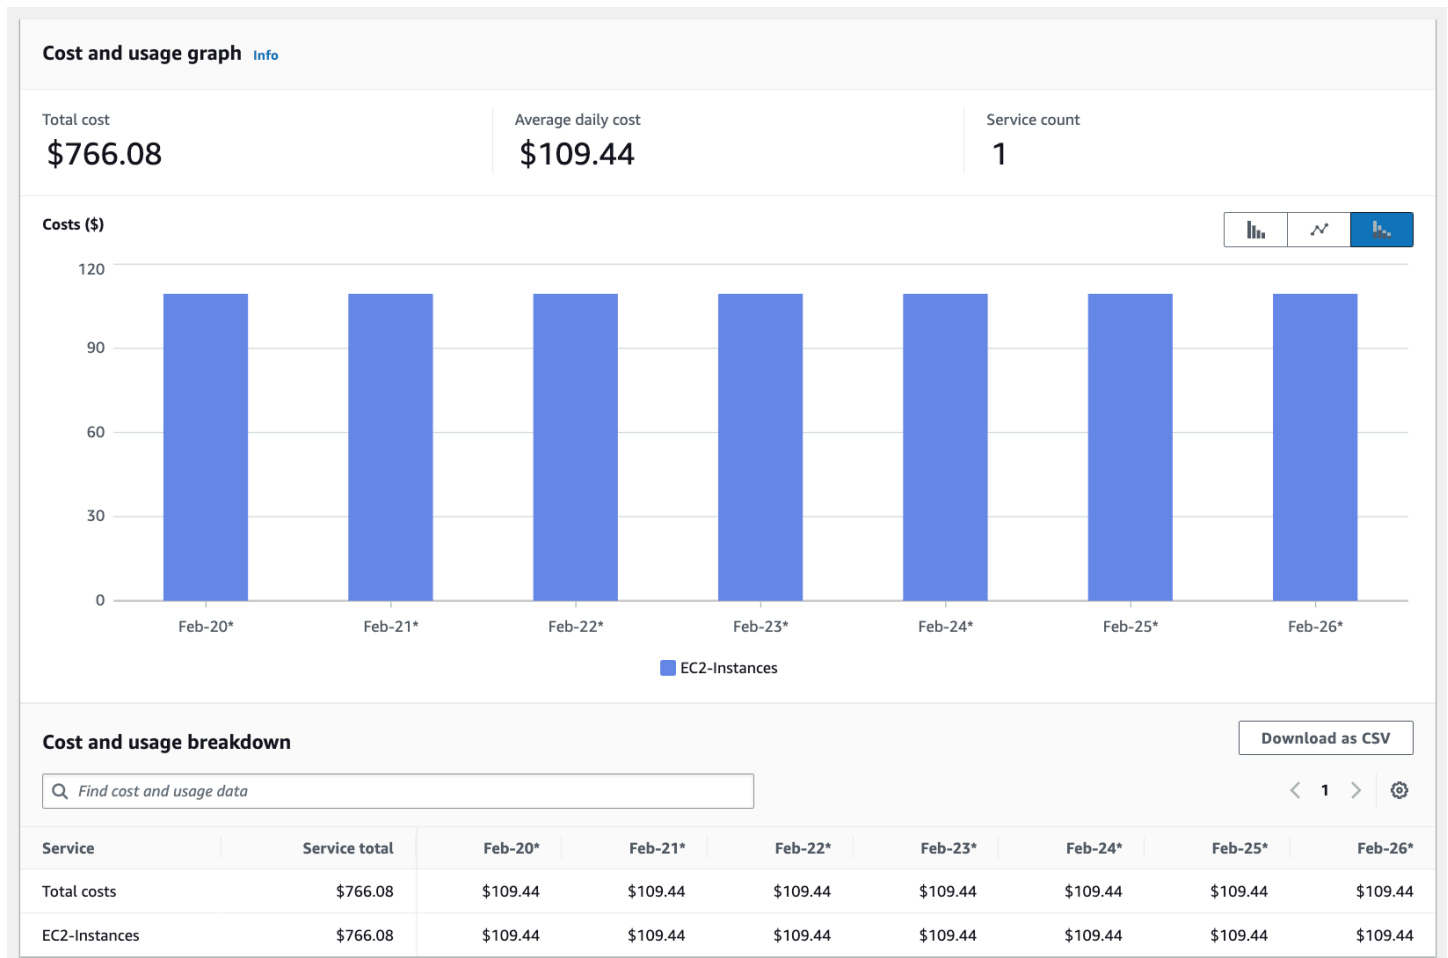 Cost and usage graph Info
Total cost Average daily cost Service count
$766.08 $109.44 1
Costs ($)
120
90
60
30
0
Feb-20* Feb-21* Feb-22* Feb-23* Feb-24* Feb-25* Feb-26*
EC2-Instances
Cost and usage breakdown Download as CSV
Find cost and usage data 1
Service Service total Feb-20* Feb-21* Feb-22* Feb-23* Feb-24* Feb-25* Feb-26*
Total costs $766.08 $109.44 $109.44 $109.44 $109.44 $109.44 $109.44 $109.44
EC2-Instances $766.08 $109.44 $109.44 $109.44 $109.44 $109.44 $109.44 $109.44